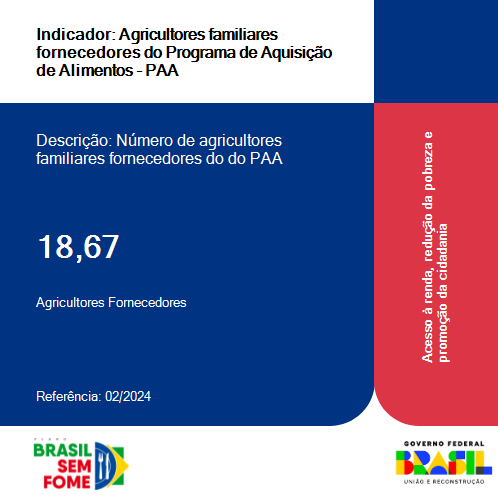 Indicador: Agricultores familiares
fornecedores do Programa de Aquisição
de Alimentos - PAA
Descrição: Número de agricultores
familiares fornecedores do do PAA
18,67
Agricultores Fornecedores
Referência: 02/2024
Acesso à renda, redução da pobreza e
promoção da cidadania
PLANO
BRASIL
SEM
FOME
GOVERNO FEDERAL
BRASIL
UNIÃO E RECONSTRUÇÃO